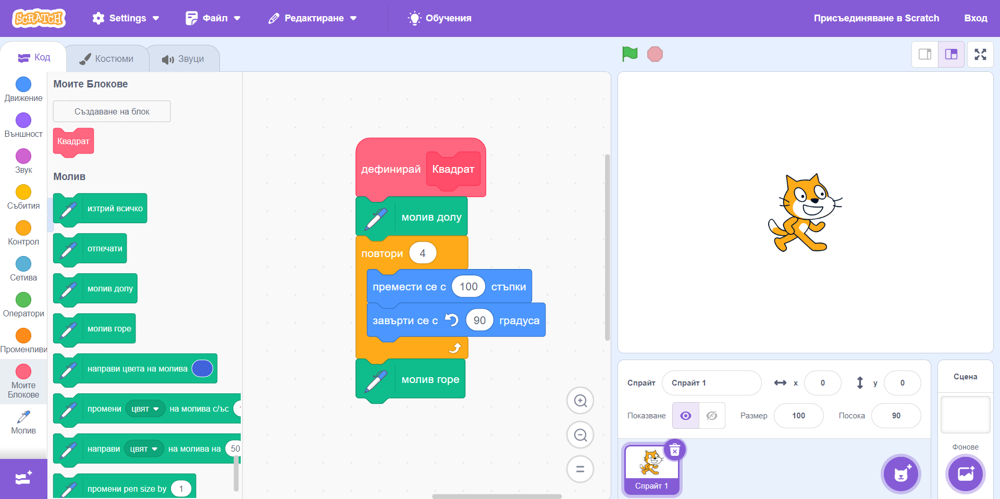 SCRATCH
Settings
Файл
Редактиране
Обучения
Присъединяване в Scratch
Вход
Код
Костюми
Звуци
Движение
Външност
Звук
Събития
Контрол
Сетива
Оператори
Променливи
Моите
Блокове
Молив
Моите Блокове
Създаване на блок
Квадрат
Молив
изтрий всичко
отпечати
молив долу
молив горе
направи цвета на молива
промени цвят на молива с/ъс
направи цвят на молива на 50
промени pen size by 1
дефинирай Квадрат
молив долу
повтори 4
премести се с 100 стъпки
завърти се с 90 градуса
молив горе
Спрайт Спрайт 1 x 0 y 0
Показване Размер 100 Посока 90
Спрайт 1
Сцена
Фонове